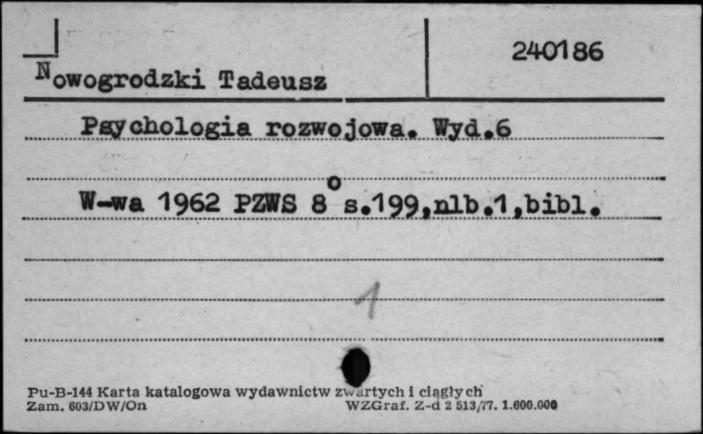 240186
Nowogrodzki Tadeusz
Psychologia rozwojowa. Wyd.6
W-wa 1962 PZWS 8° s.199,nlb.1,bibl.
1
Pu-B-144 Karta katalogowa wydawnictw zwartych i ciągłych
Zam. 603/DW/On WZGraf. Z-d 2 513/77. 1.600.000